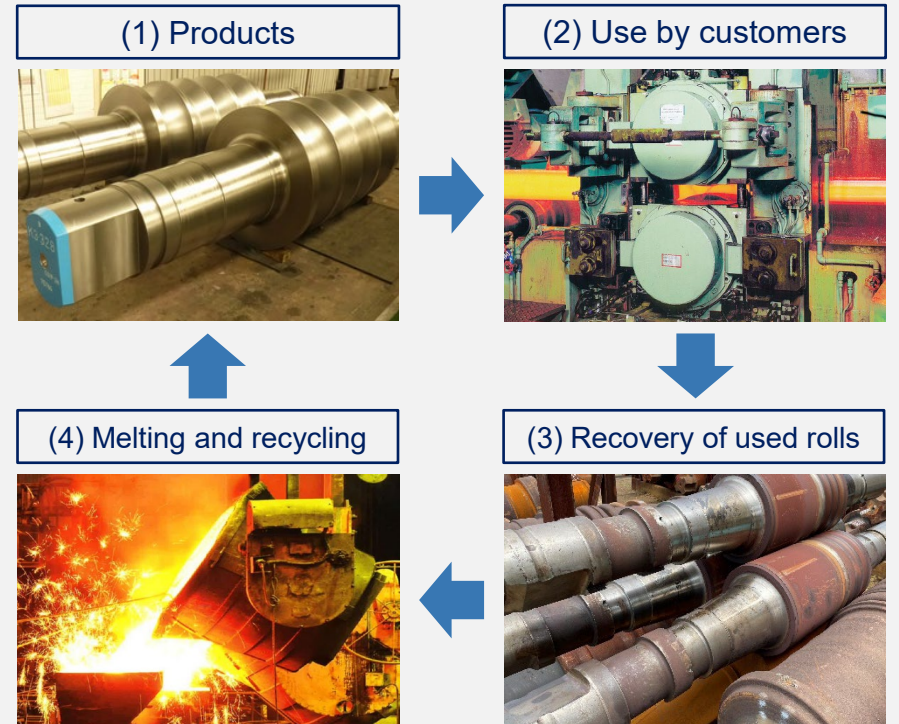 (1) Products
(2) Use by customers
(4) Melting and recycling
(3) Recovery of used rolls